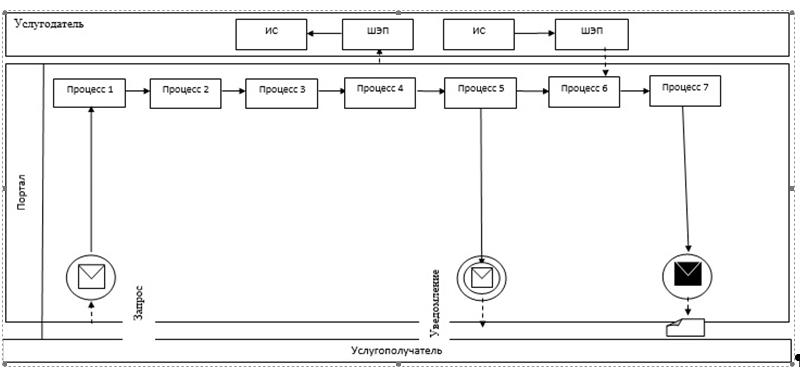 Услугодатель
ИС
ШЭП
ИС
ШЭП
Процесс 1
Процесс 2
Процесс 3
Процесс 4
Процесс 5
Процесс 6
Процесс 7
Портал
Запрос
Уведомление
Услугополучатель